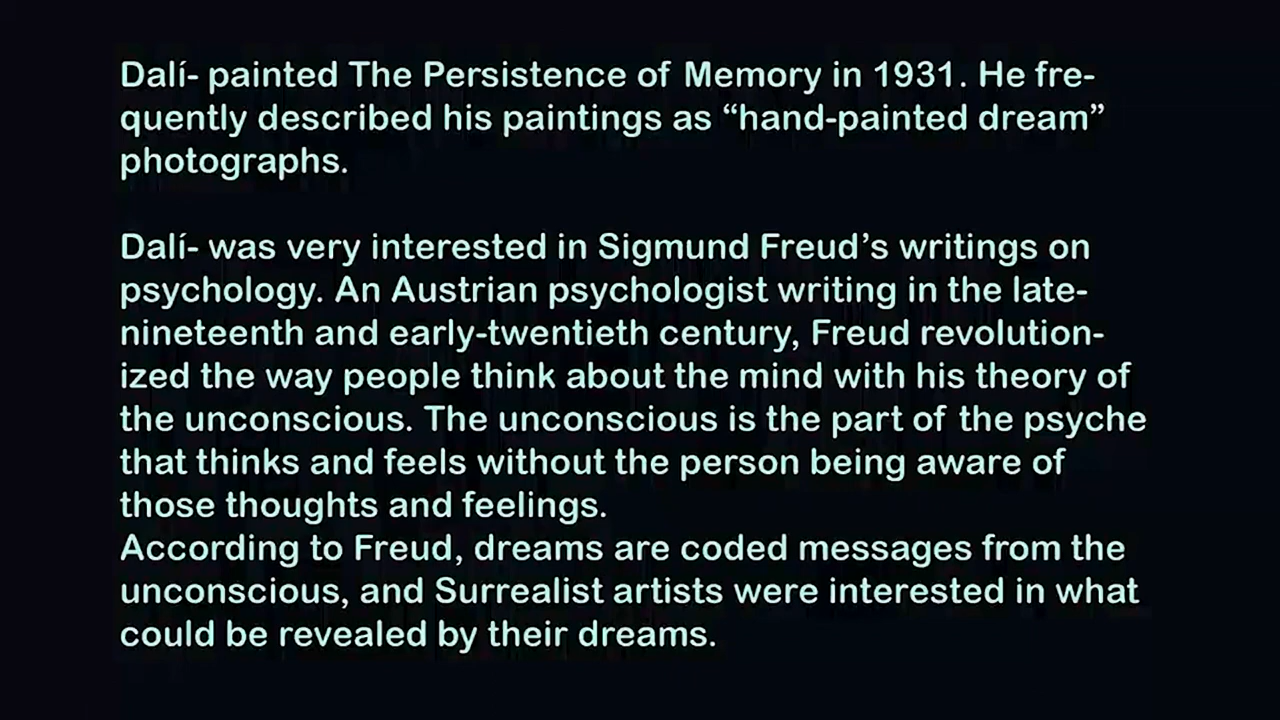 Dalí- painted The Persistence of Memory in 1931. He fre-
quently described his paintings as “hand-painted dream”
photographs.
Dalí- was very interested in Sigmund Freud’s writings on
psychology. An Austrian psychologist writing in the late-
nineteenth and early-twentieth century, Freud revolution-
ized the way people think about the mind with his theory of
the unconscious. The unconscious is the part of the psyche
that thinks and feels without the person being aware of
those thoughts and feelings.
According to Freud, dreams are coded messages from the
unconscious, and Surrealist artists were interested in what
could be revealed by their dreams.